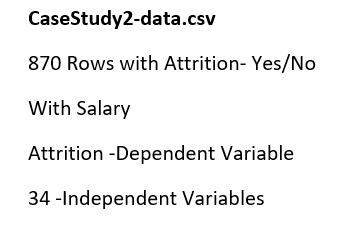 CaseStudy2-data.csv
870 Rows with Attrition- Yes/No
With Salary
Attrition -Dependent Variable
34 -Independent Variables